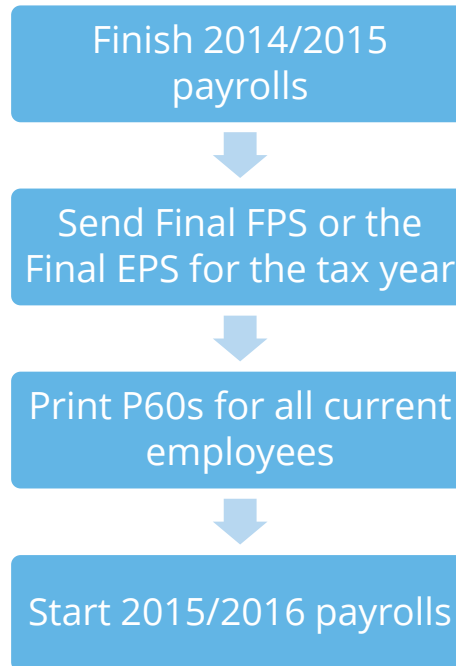 Finish 2014/2015
payrolls
Send Final FPS or the
Final EPS for the tax year
Print P60s for all current
employees
Start 2015/2016 payrolls